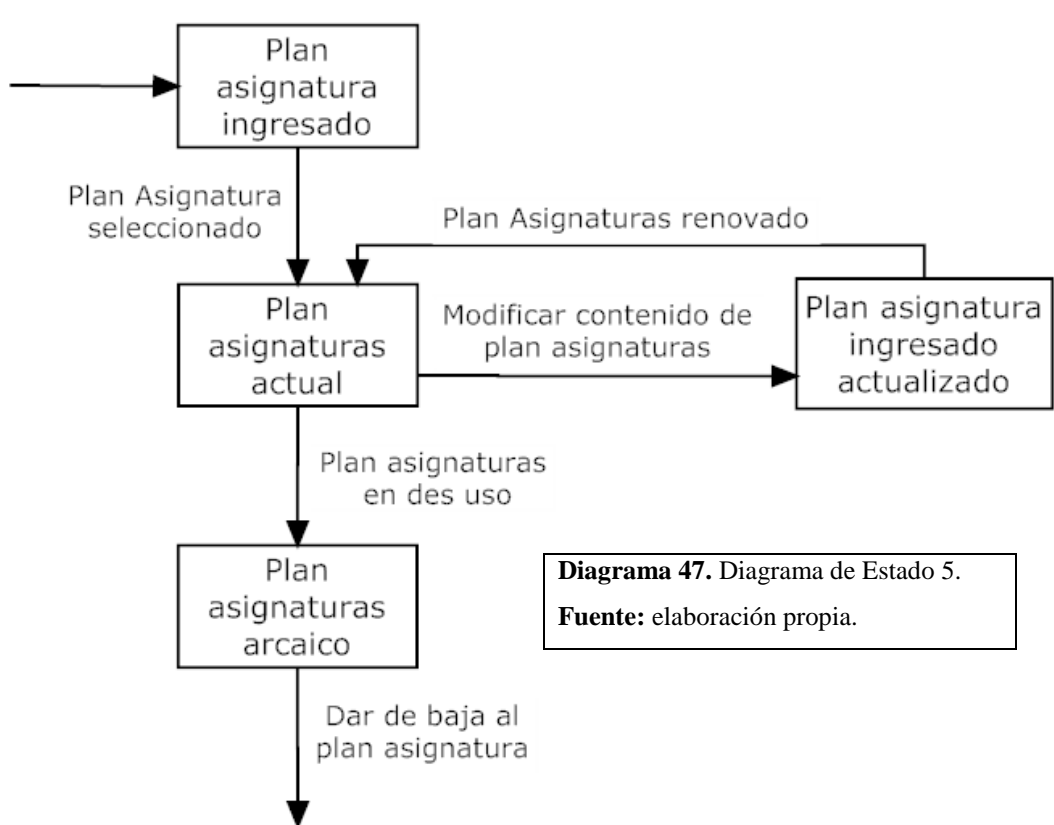 Plan
asignatura
ingresado
Plan Asignatura
seleccionado
Plan Asignaturas renovado
Plan
asignaturas
actual
Modificar contenido de
plan asignaturas
Plan asignatura
ingresado
actualizado
Plan asignaturas
en des uso
Plan
asignaturas
arcaico
Diagrama 47. Diagrama de Estado 5.
Fuente: elaboración propia.
Dar de baja al
plan asignatura